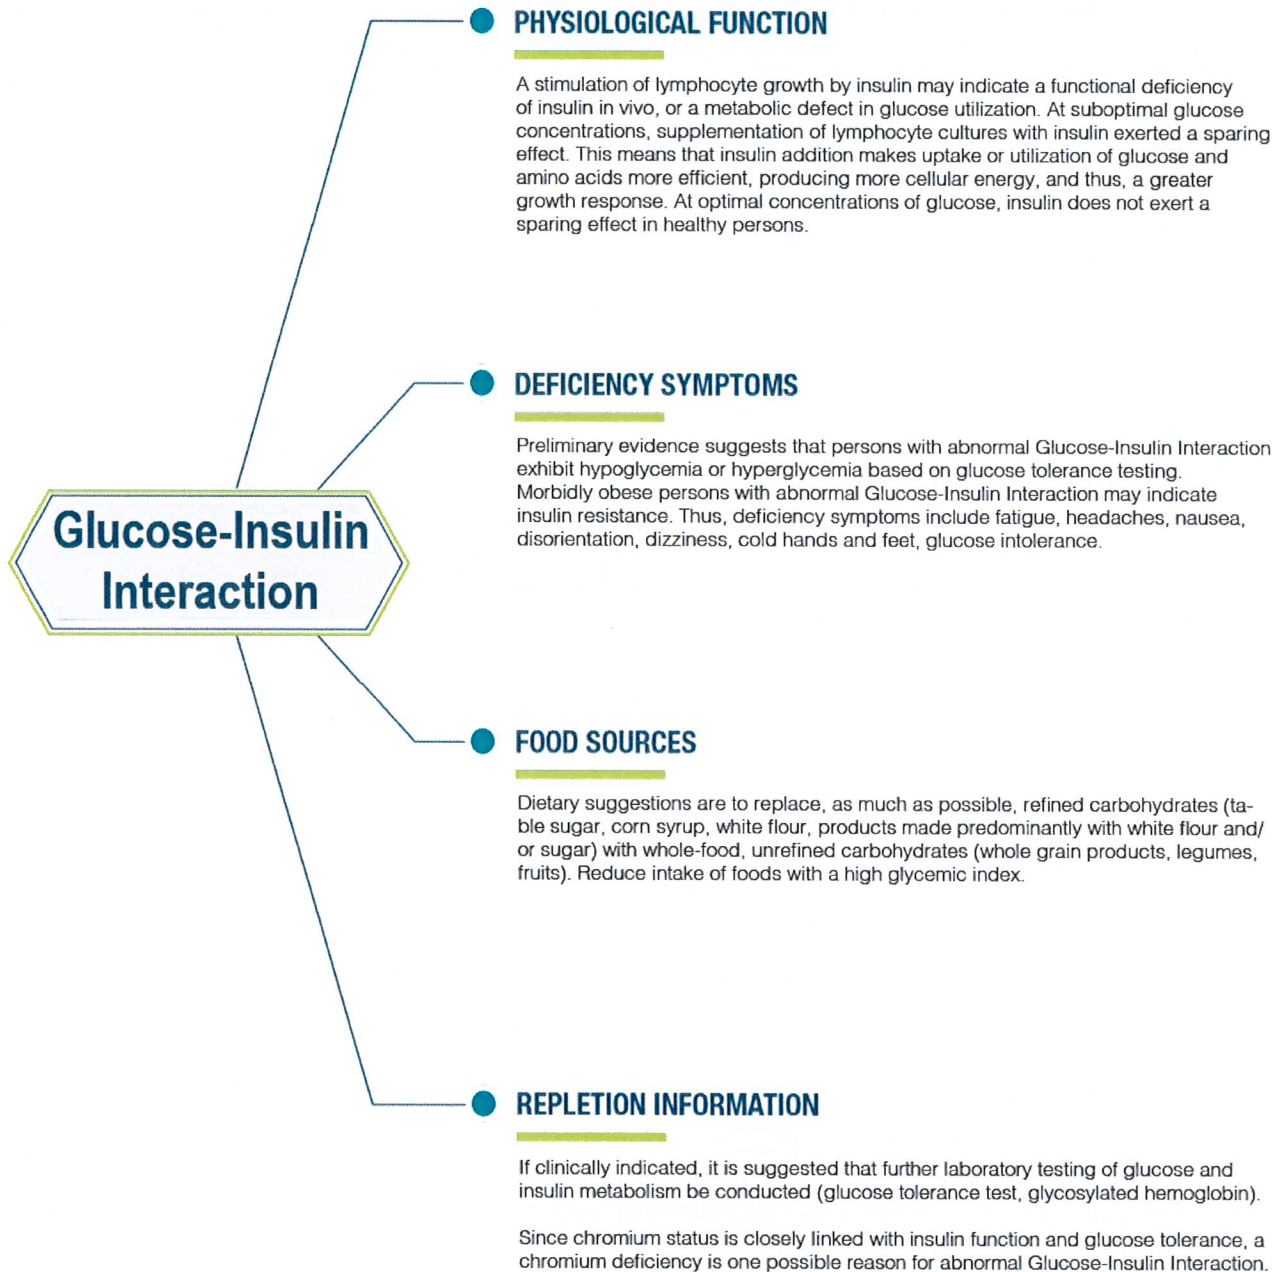 PHYSIOLOGICAL FUNCTION
A stimulation of lymphocyte growth by insulin may indicate a functional deficiency
of insulin in vivo, or a metabolic defect in glucose utilization. At suboptimal glucose
concentrations, supplementation of lymphocyte cultures with insulin exerted a sparing
effect. This means that insulin addition makes uptake or utilization of glucose and
amino acids more efficient, producing more cellular energy, and thus, a greater
growth response. At optimal concentrations of glucose, insulin does not exert a
sparing effect in healthy persons.
DEFICIENCY SYMPTOMS
Preliminary evidence suggests that persons with abnormal Glucose-Insulin Interaction
exhibit hypoglycemia or hyperglycemia based on glucose tolerance testing.
Morbidly obese persons with abnormal Glucose-Insulin Interaction may indicate
insulin resistance. Thus, deficiency symptoms include fatigue, headaches, nausea,
disorientation, dizziness, cold hands and feet, glucose intolerance.
Glucose-Insulin
Interaction
FOOD SOURCES
Dietary suggestions are to replace, as much as possible, refined carbohydrates (ta-
ble sugar, corn syrup, white flour, products made predominantly with white flour and/
or sugar) with whole-food, unrefined carbohydrates (whole grain products, legumes,
fruits). Reduce intake of foods with a high glycemic index.
REPLETION INFORMATION
If clinically indicated, it is suggested that further laboratory testing of glucose and
insulin metabolism be conducted (glucose tolerance test, glycosylated hemoglobin).
Since chromium status is closely linked with insulin function and glucose tolerance, a
chromium deficiency is one possible reason for abnormal Glucose-Insulin Interaction.